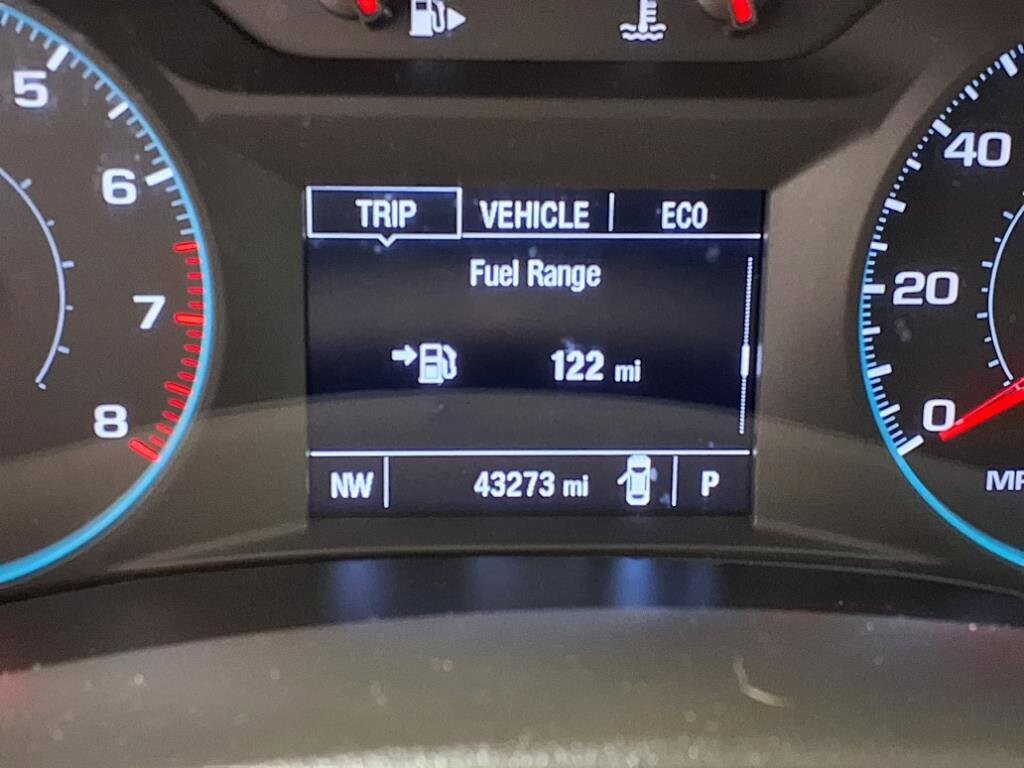 5
6
7
8
TRIP VEHICLE ECO
Fuel Range
122 mi
NW 43273 mi P
40
20
0